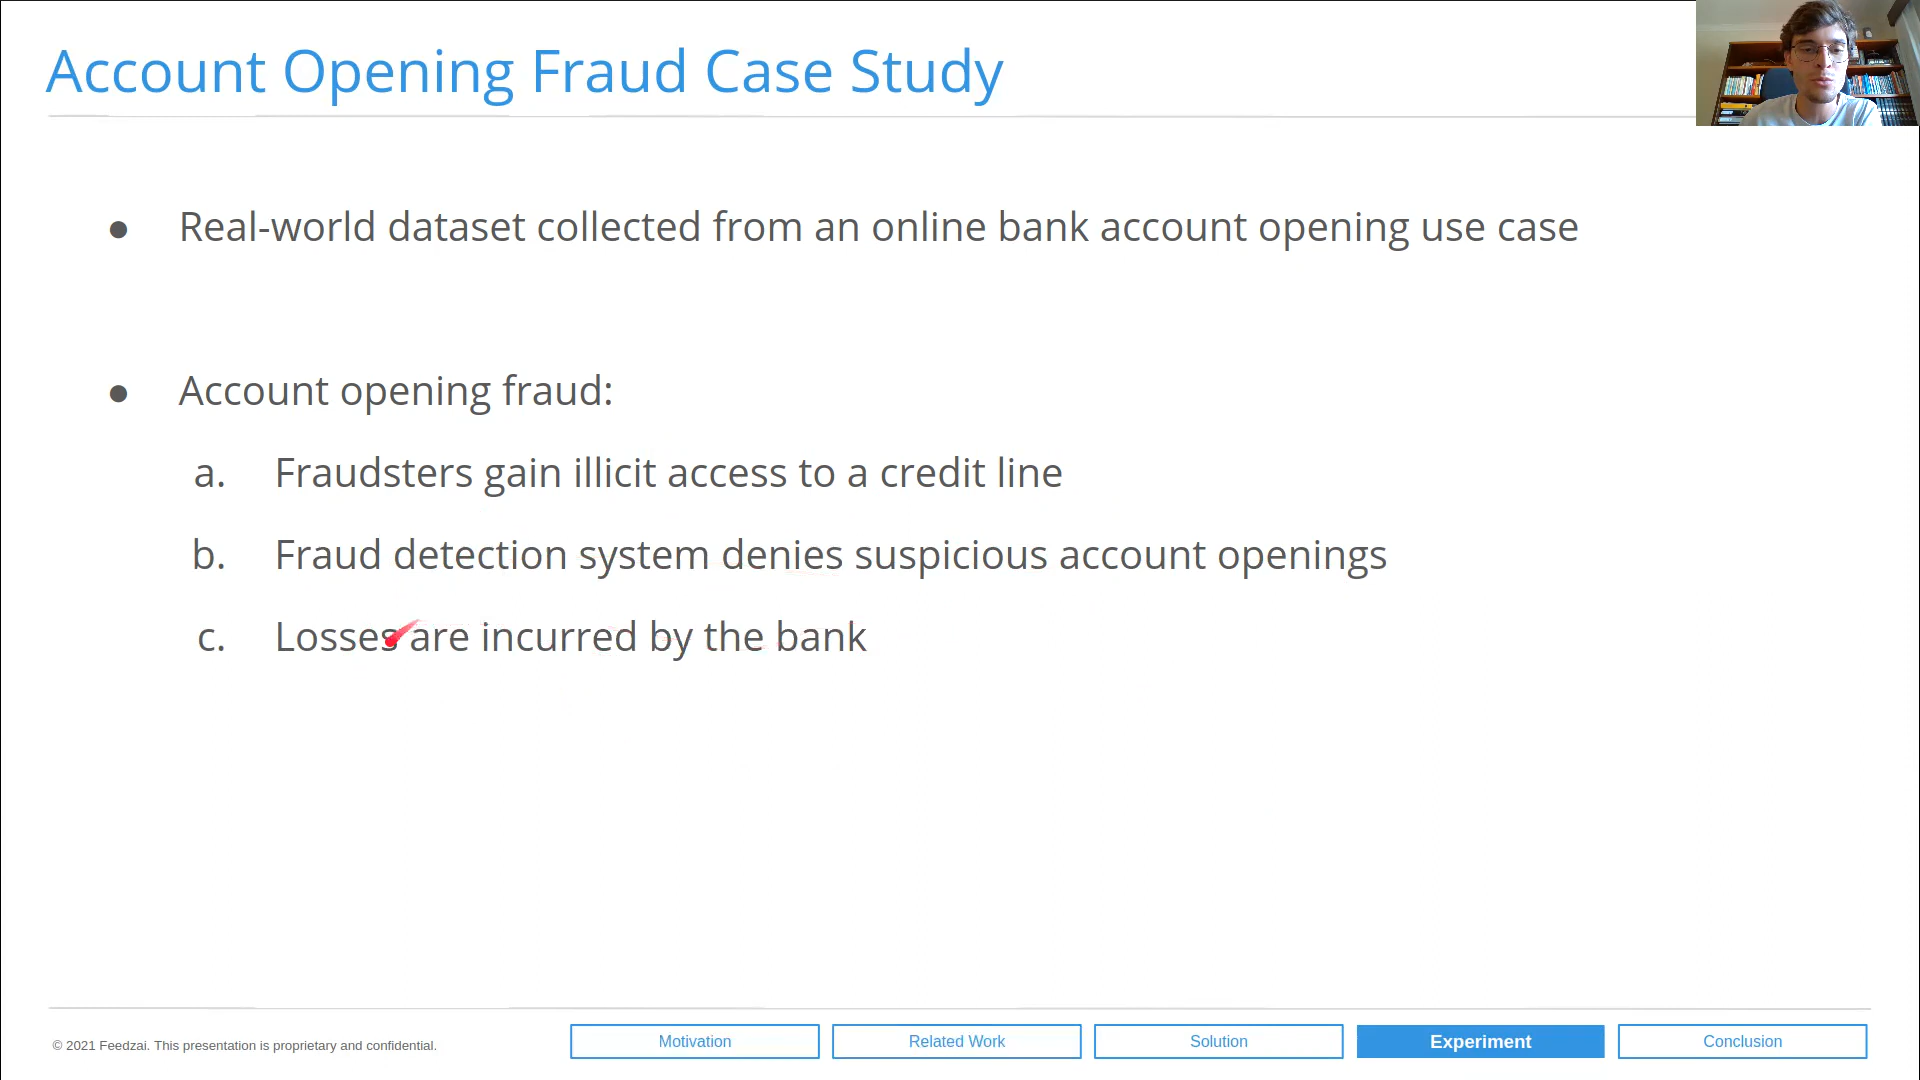 Account Opening Fraud Case Study
● Real-world dataset collected from an online bank account opening use case
● Account opening fraud:
a. Fraudsters gain illicit access to a credit line
b. Fraud detection system denies suspicious account openings
c. Losses are incurred by the bank
© 2021 Feedzai. This presentation is proprietary and confidential.
Motivation
Related Work
Solution
Experiment
Conclusion